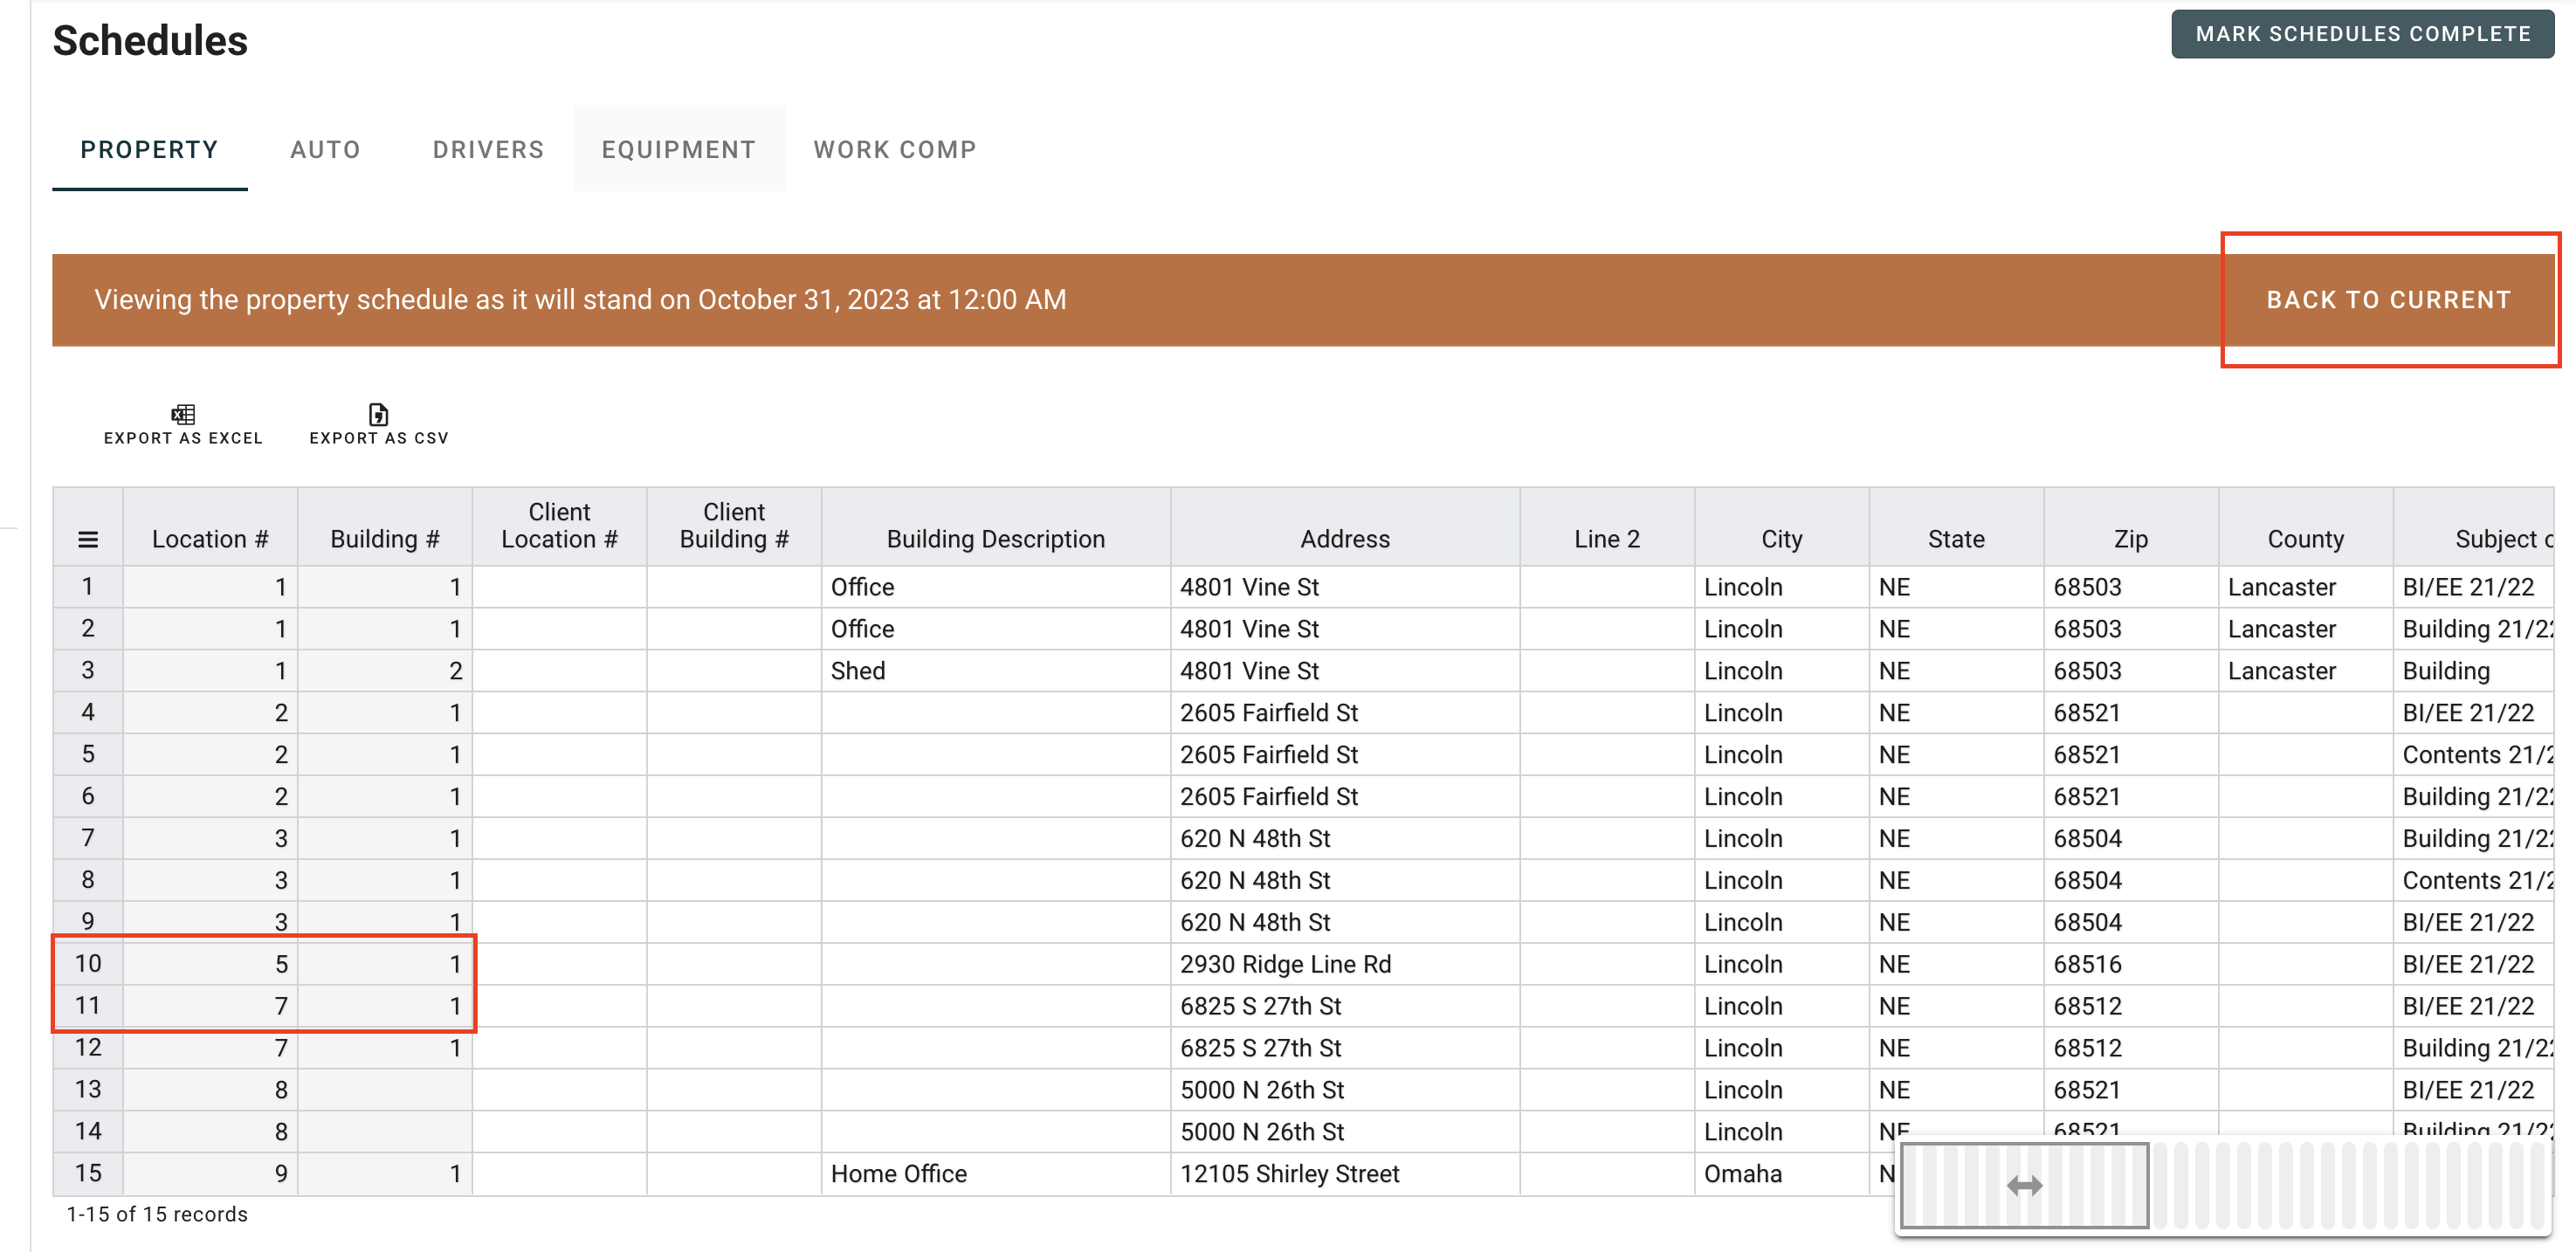 Schedules
MARK SCHEDULES COMPLETE
PROPERTY AUTO DRIVERS EQUIPMENT WORK COMP
Viewing the property schedule as it will stand on October 31, 2023 at 12:00 AM
BACK TO CURRENT
EXPORT AS EXCEL EXPORT AS CSV
Location # Building # Client Location # Client Building # Building Description Address Line 2 City State Zip County Subject
1 1 1 Office 4801 Vine St Lincoln NE 68503 Lancaster BI/EE 21/22
2 1 1 Office 4801 Vine St Lincoln NE 68503 Lancaster Building 21/22
3 1 2 Shed 4801 Vine St Lincoln NE 68503 Lancaster Building
4 2 1 2605 Fairfield St Lincoln NE 68521 BI/EE 21/22
5 2 1 2605 Fairfield St Lincoln NE 68521 Contents 21/2
6 2 1 2605 Fairfield St Lincoln NE 68521 Building 21/22
7 3 1 620 N 48th St Lincoln NE 68504 Building 21/22
8 3 1 620 N 48th St Lincoln NE 68504 Contents 21/2
9 3 1 620 N 48th St Lincoln NE 68504 BI/EE 21/22
10 5 1 2930 Ridge Line Rd Lincoln NE 68516 BI/EE 21/22
11 7 1 6825 S 27th St Lincoln NE 68512 BI/EE 21/22
12 7 1 6825 S 27th St Lincoln NE 68512 Building 21/22
13 8 5000 N 26th St Lincoln NE 68521 BI/EE 21/22
14 8 5000 N 26th St Lincoln NE 68521 Building 21/22
15 9 1 Home Office 12105 Shirley Street Omaha
1-15 of 15 records